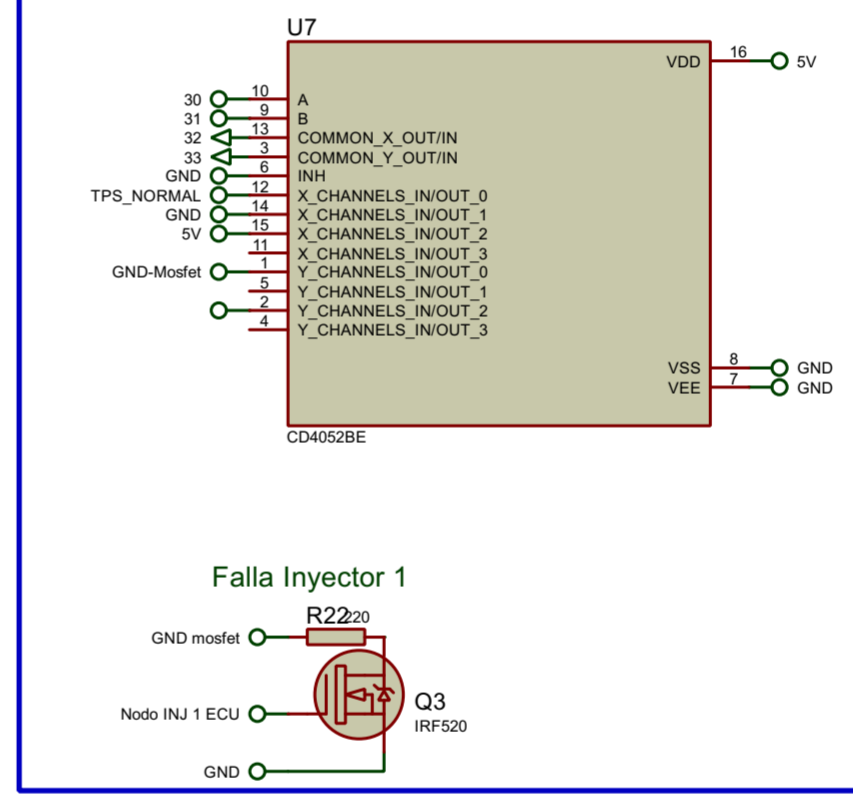 U7
VDD 16 5V
30 10 A
31 9 B
32 13 COMMON_X_OUT/IN
33 3 COMMON_Y_OUT/IN
GND 6 INH
TPS_NORMAL 12 X_CHANNELS_IN/OUT_0
GND 14 X_CHANNELS_IN/OUT_1
5V 15 X_CHANNELS_IN/OUT_2
11 X_CHANNELS_IN/OUT_3
GND-Mosfet 1 Y_CHANNELS_IN/OUT_0
5 Y_CHANNELS_IN/OUT_1
2 Y_CHANNELS_IN/OUT_2
4 Y_CHANNELS_IN/OUT_3
VSS 8 GND
VEE 7 GND
CD4052BE
Falla Inyector 1
R22 220
GND mosfet
Q3
Nodo INJ 1 ECU
IRF520
GND